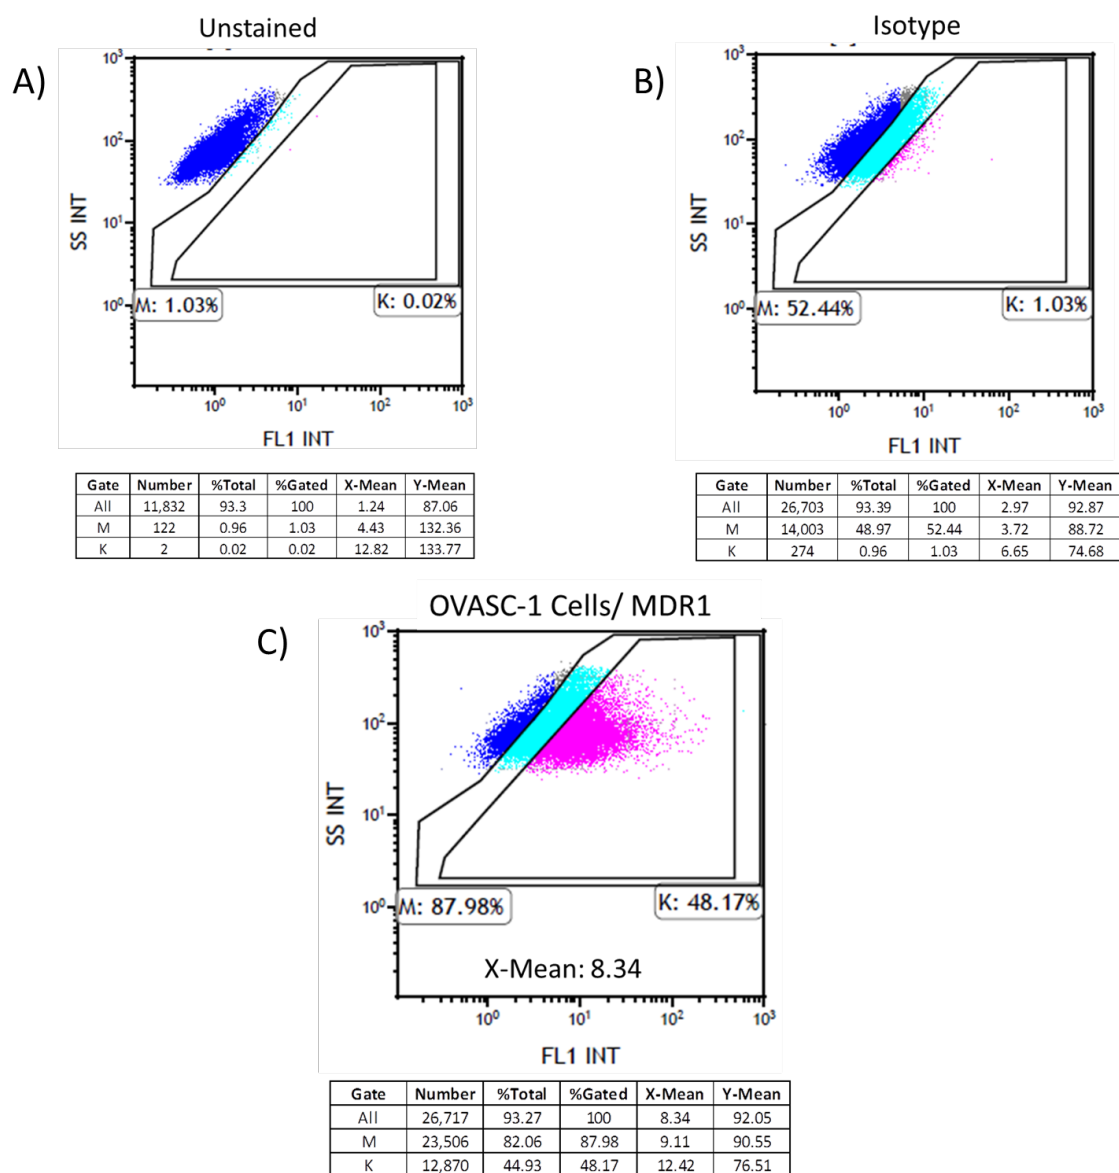 Unstained
A)
10³
10²
10¹
10⁰
SS INT
M: 1.03%
K: 0.02%
10⁰ 10¹ 10² 10³
FL1 INT
Gate Number %Total %Gated X-Mean Y-Mean
All 11,832 93.3 100 1.24 87.06
M 122 0.96 1.03 4.43 132.36
K 2 0.02 0.02 12.82 133.77
Isotype
B)
10³
10²
10¹
10⁰
SS INT
M: 52.44%
K: 1.03%
10⁰ 10¹ 10² 10³
FL1 INT
Gate Number %Total %Gated X-Mean Y-Mean
All 26,703 93.39 100 2.97 92.87
M 14,003 48.97 52.44 3.72 88.72
K 274 0.96 1.03 6.65 74.68
OVASC-1 Cells/ MDR1
C)
10³
10²
10¹
10⁰
SS INT
M: 87.98%
K: 48.17%
X-Mean: 8.34
10⁰ 10¹ 10² 10³
FL1 INT
Gate Number %Total %Gated X-Mean Y-Mean
All 26,717 93.27 100 8.34 92.05
M 23,506 82.06 87.98 9.11 90.55
K 12,870 44.93 48.17 12.42 76.51